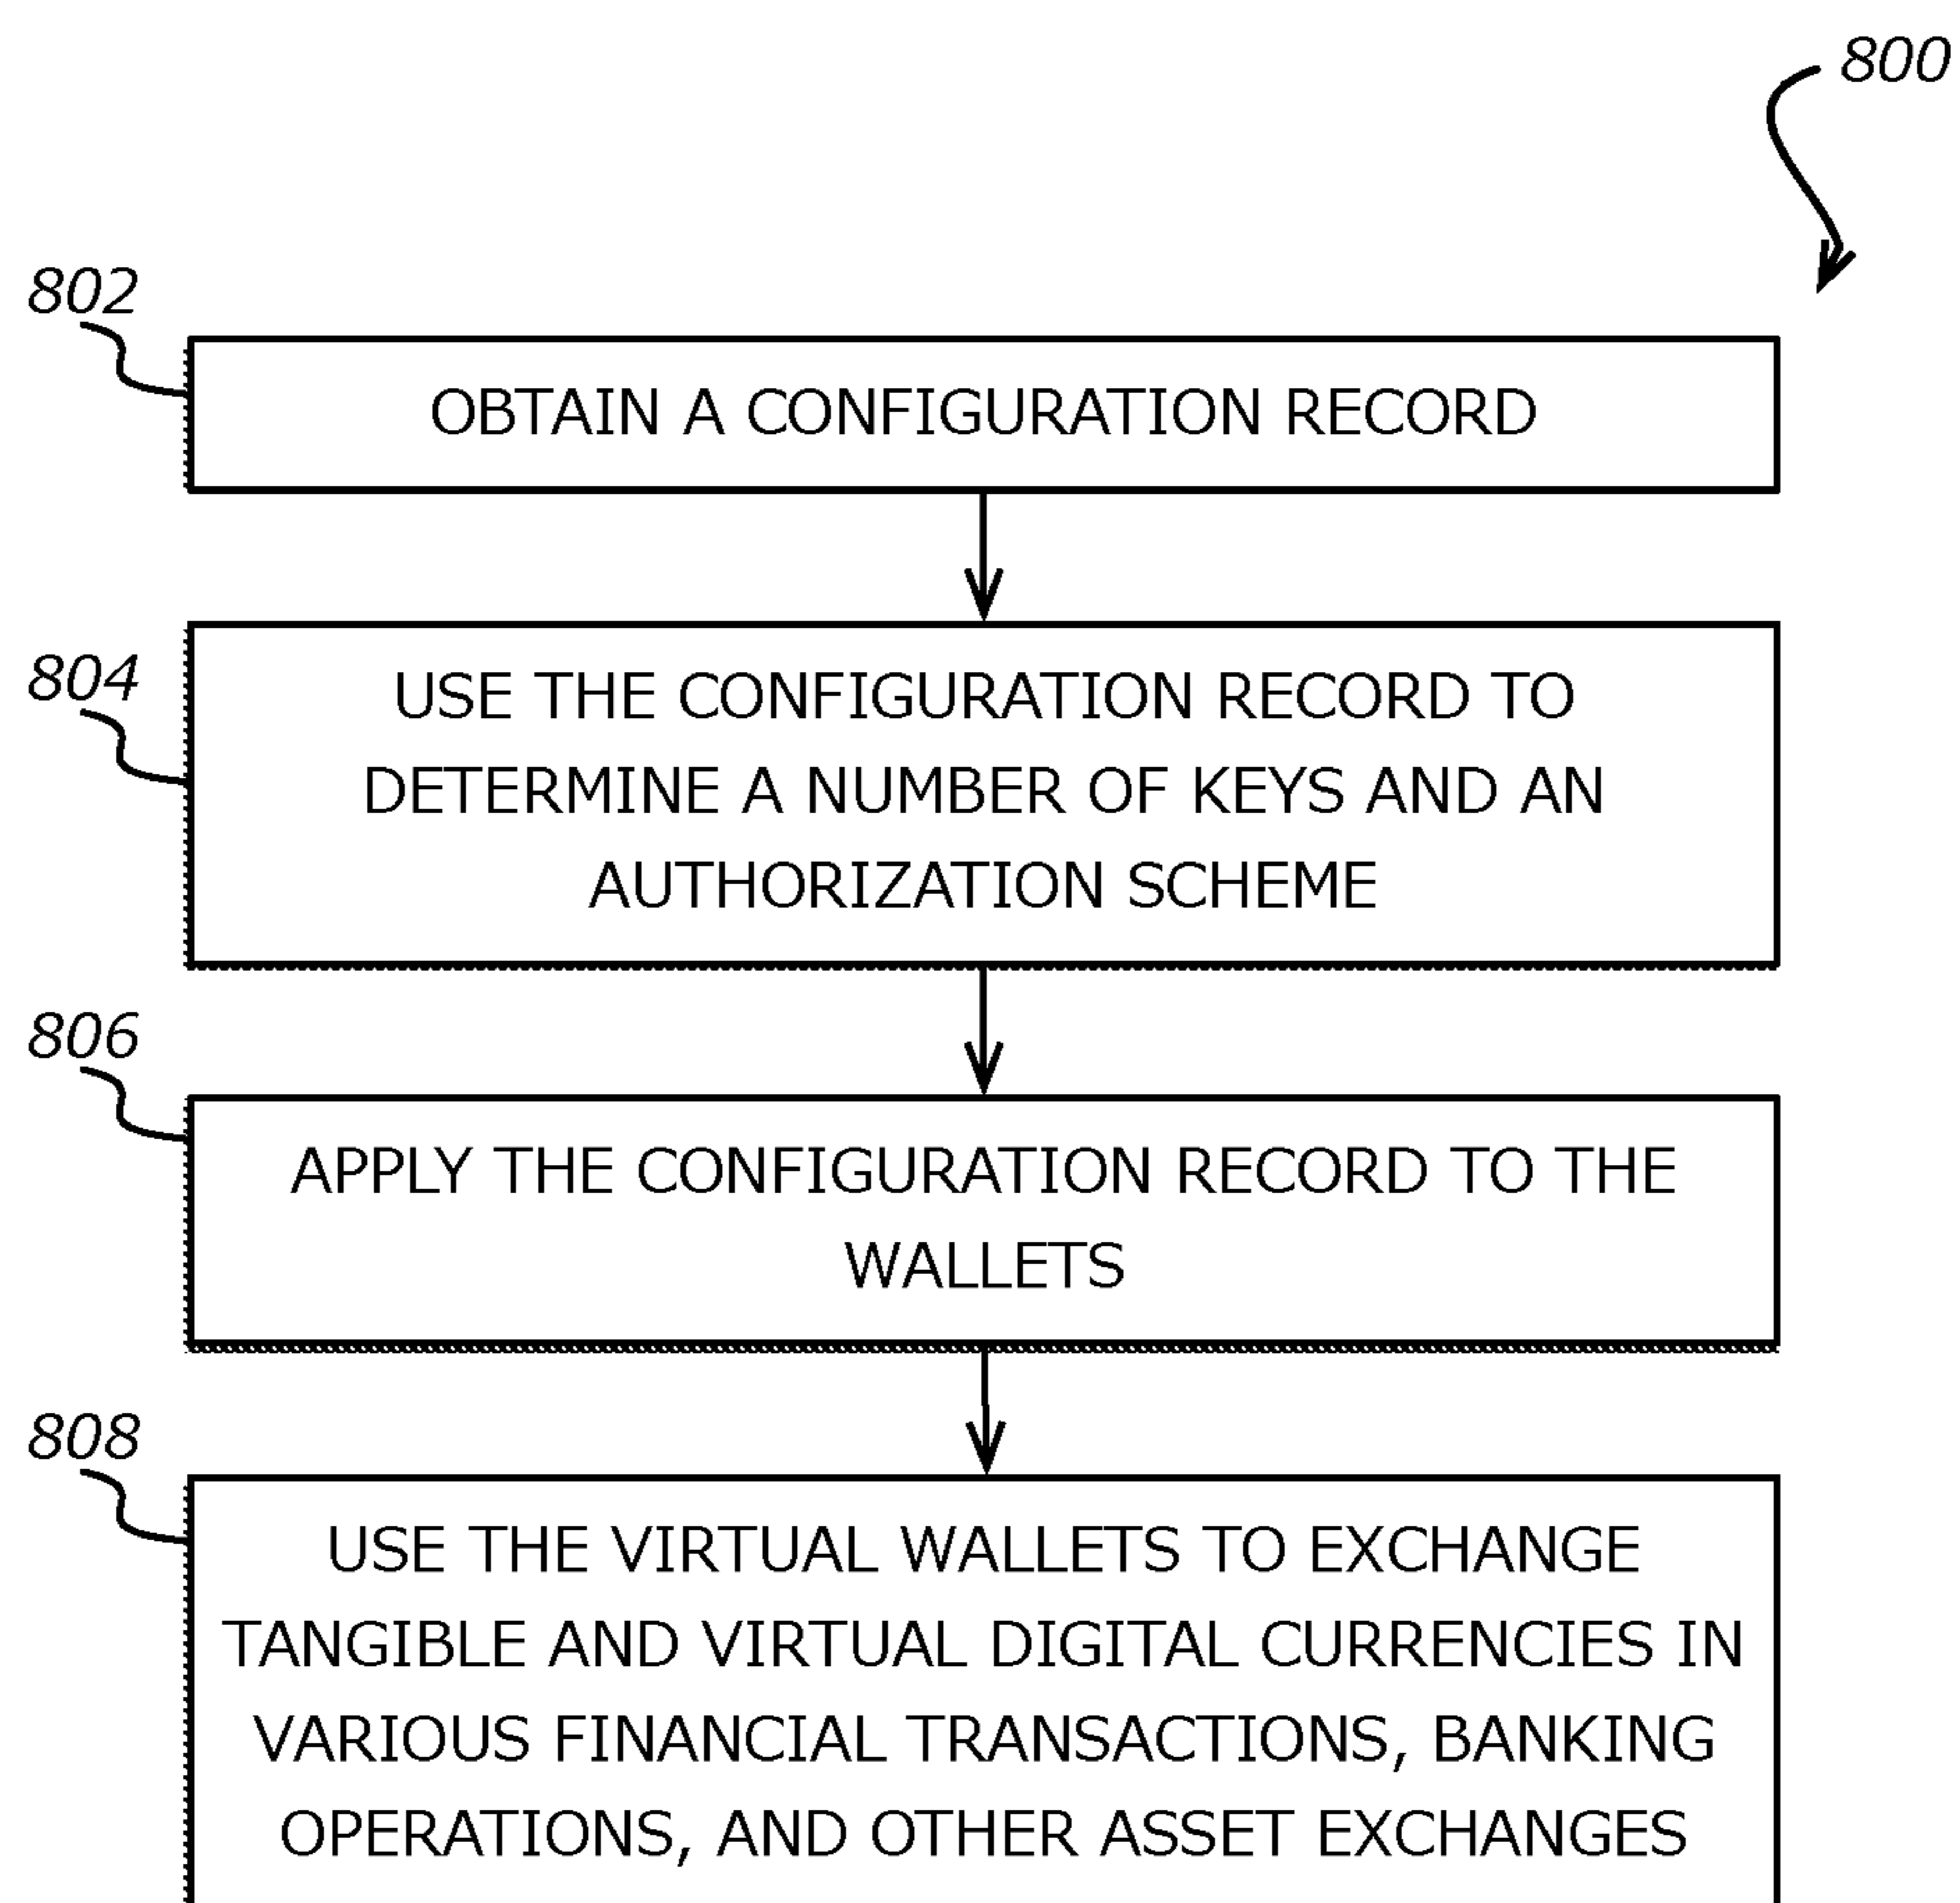 800
802
OBTAIN A CONFIGURATION RECORD
804
USE THE CONFIGURATION RECORD TO
DETERMINE A NUMBER OF KEYS AND AN
AUTHORIZATION SCHEME
806
APPLY THE CONFIGURATION RECORD TO THE
WALLETS
808
USE THE VIRTUAL WALLETS TO EXCHANGE
TANGIBLE AND VIRTUAL DIGITAL CURRENCIES IN
VARIOUS FINANCIAL TRANSACTIONS, BANKING
OPERATIONS, AND OTHER ASSET EXCHANGES